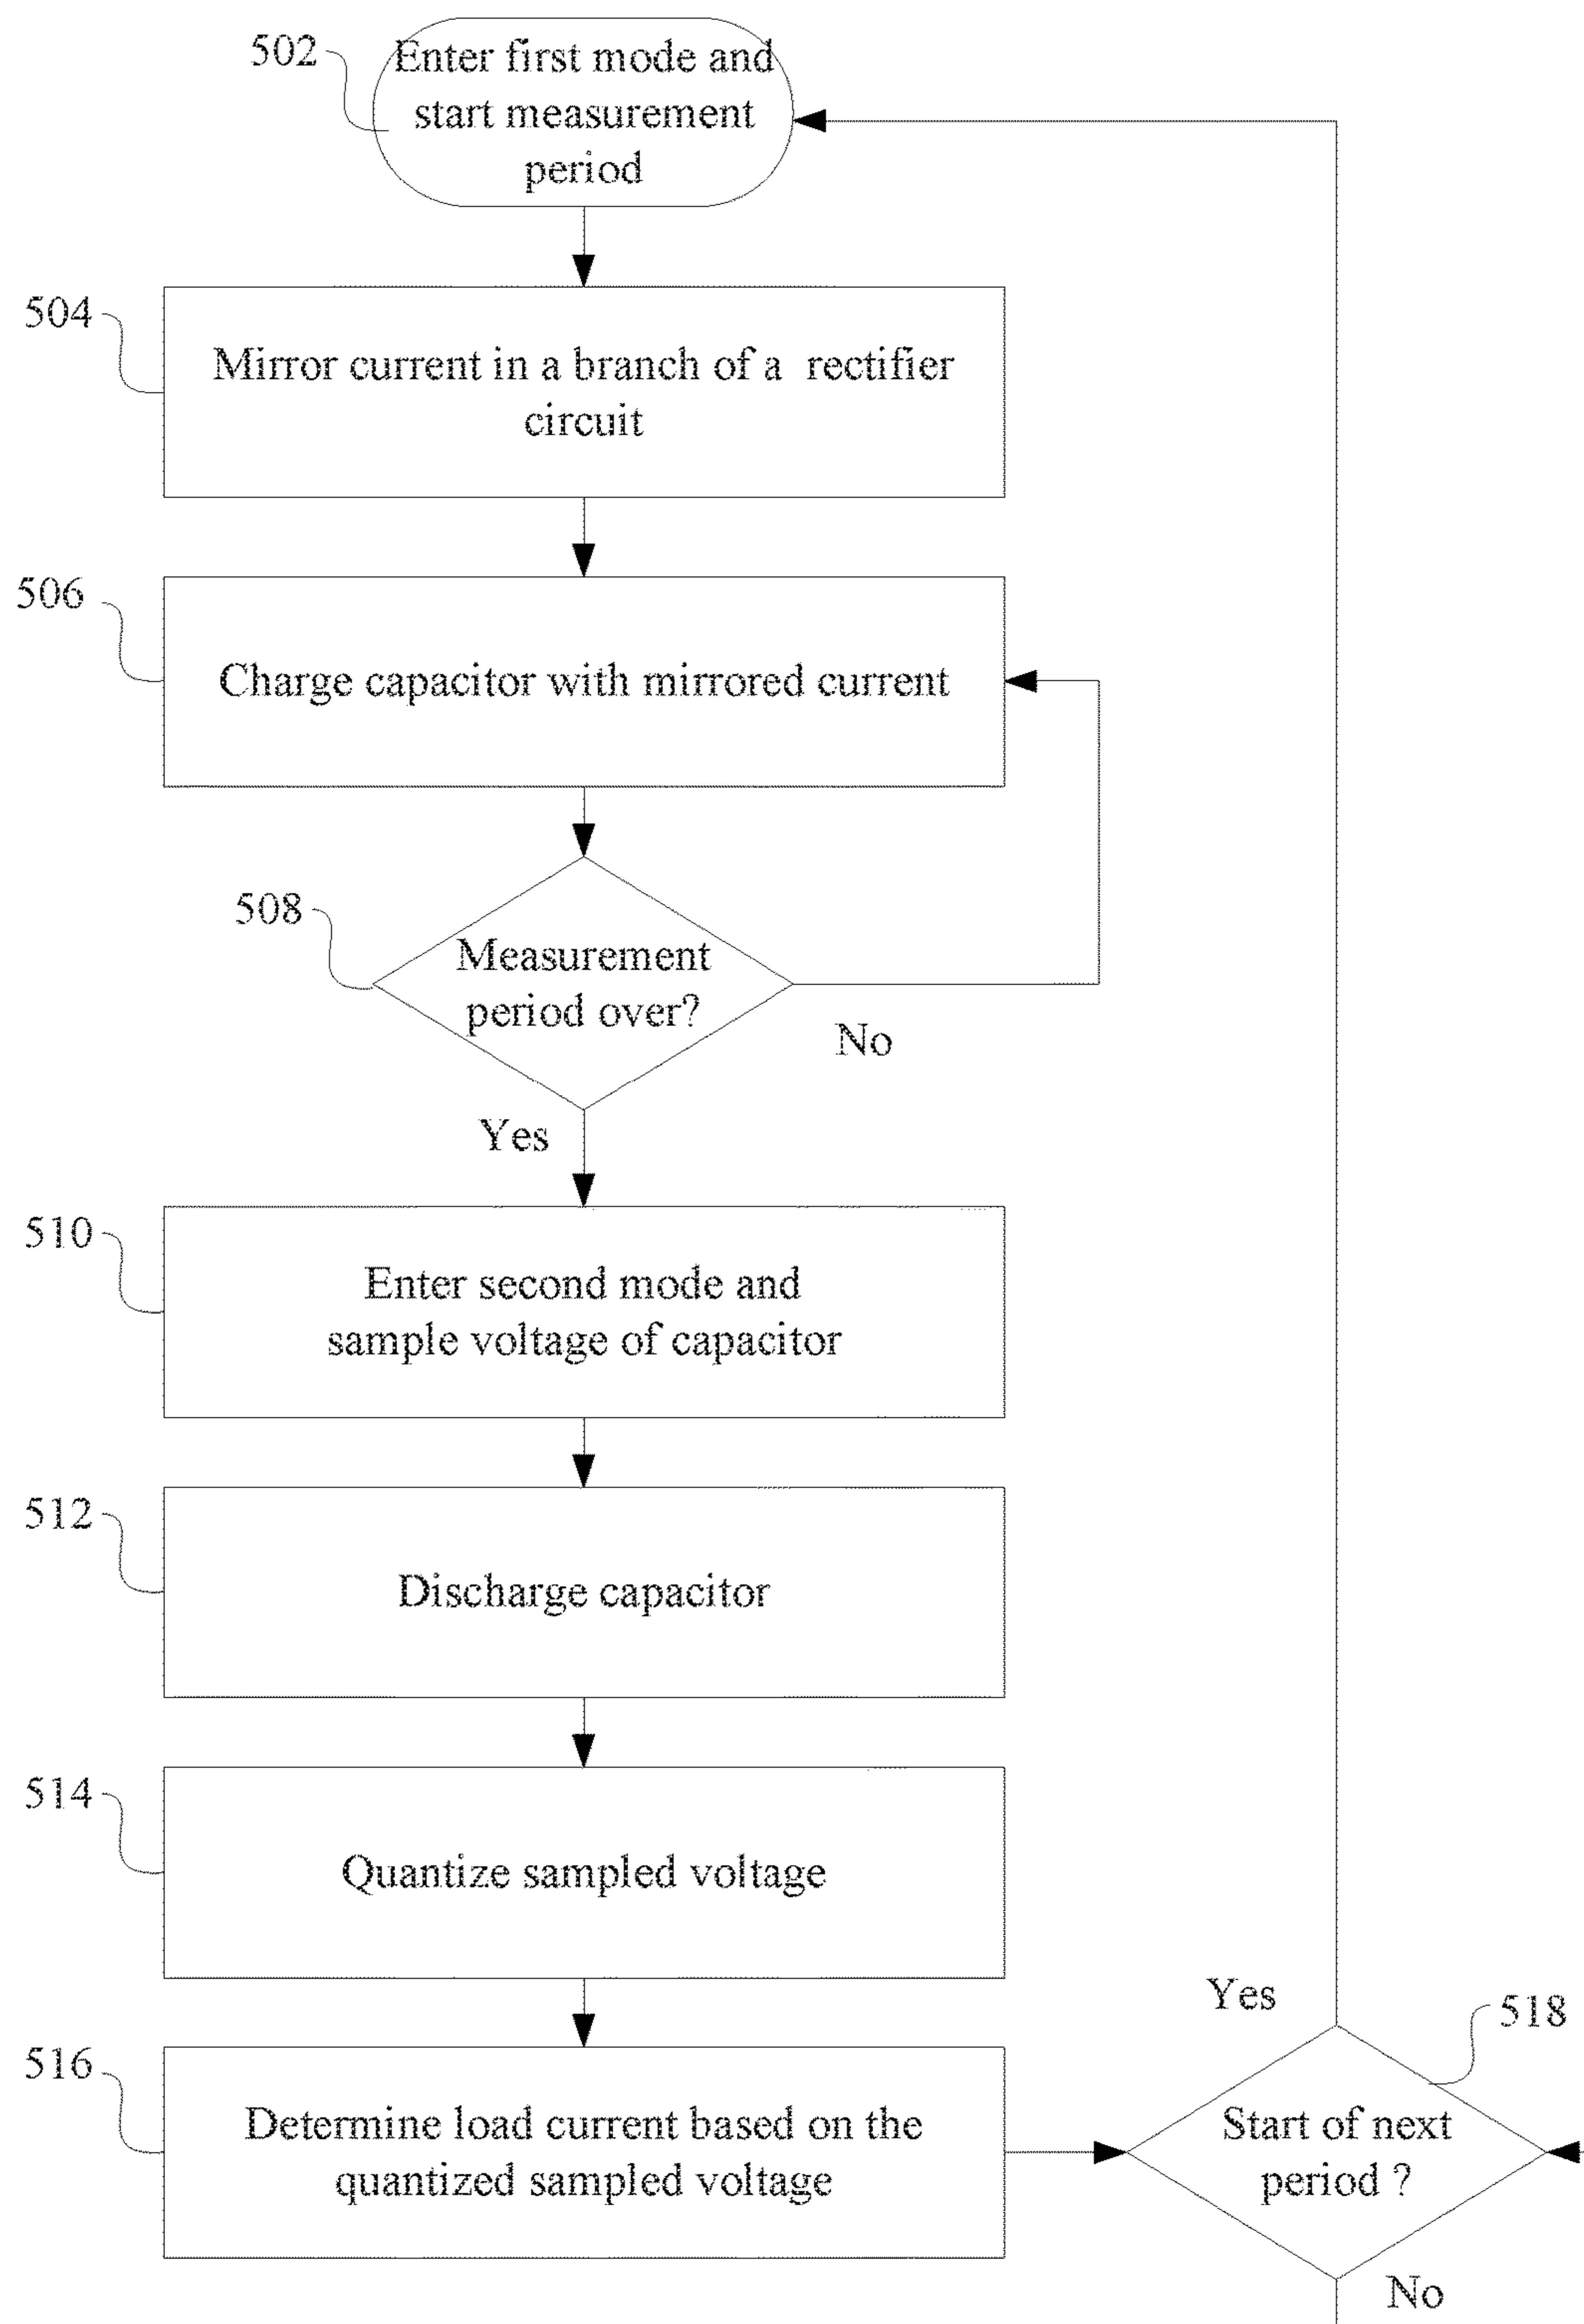 502
Enter first mode and
start measurement
period
504
Mirror current in a branch of a rectifier
circuit
506
Charge capacitor with mirrored current
508
Measurement
period over?
No
Yes
510
Enter second mode and
sample voltage of capacitor
512
Discharge capacitor
514
Quantize sampled voltage
516
Determine load current based on the
quantized sampled voltage
Yes
518
Start of next
period ?
No